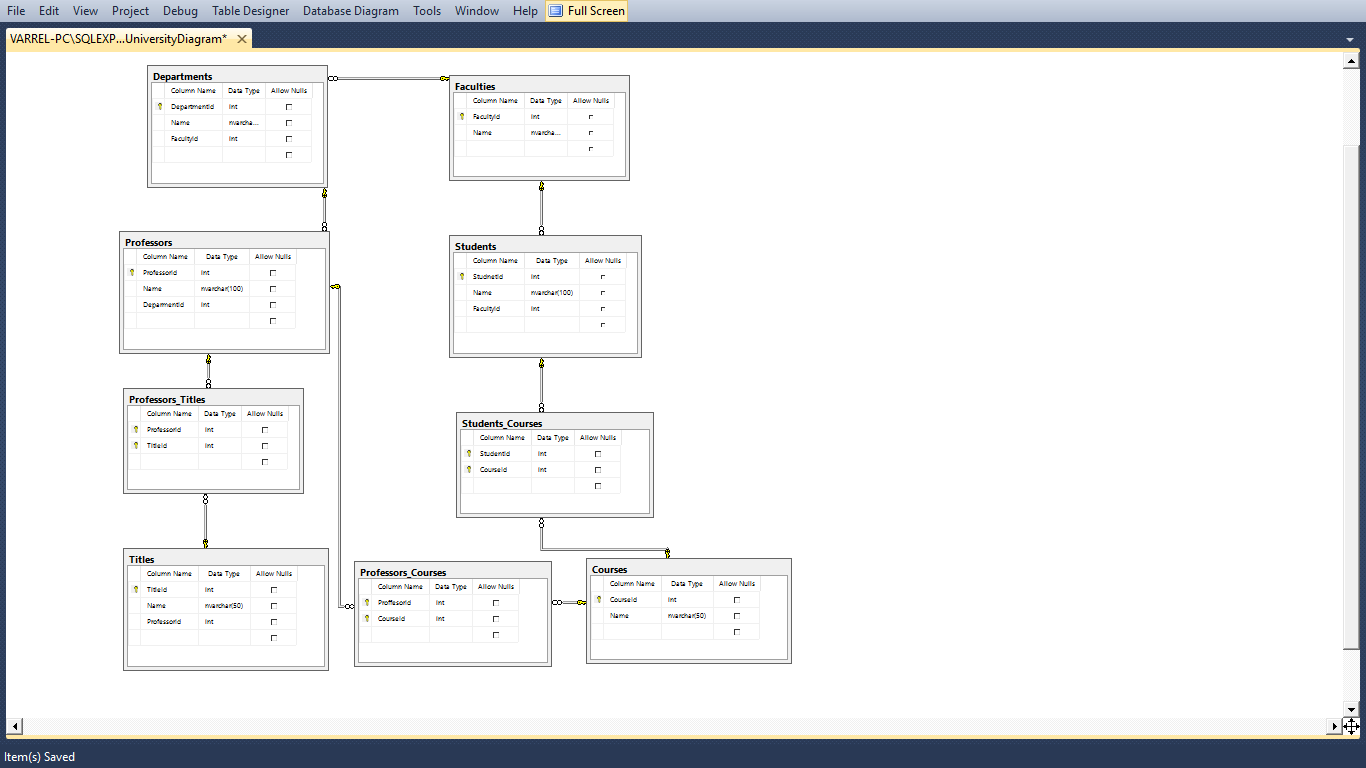 File Edit View Project Debug Table Designer Database Diagram Tools Window Help Full Screen
VARREL-PC\SQLEXP...UniversityDiagram*
Departments
Column Name Data Type Allow Nulls
DepartmentId int
Name nvarcha...
FacultyId int
Faculties
Column Name Data Type Allow Nulls
FacultyId int
Name nvarcha...
Professors
Column Name Data Type Allow Nulls
ProfessorId int
Name nvarchar(100)
DeparmentId int
Students
Column Name Data Type Allow Nulls
StudnetId int
Name nvarchar(100)
FacultyId int
Professors_Titles
Column Name Data Type Allow Nulls
ProfessorId int
TitleId int
Students_Courses
Column Name Data Type Allow Nulls
StudentId int
CourseId int
Titles
Column Name Data Type Allow Nulls
TitleId int
Name nvarchar(50)
ProfessorId int
Professors_Courses
Column Name Data Type Allow Nulls
ProffesorId int
CourseId int
Courses
Column Name Data Type Allow Nulls
CourseId int
Name nvarchar(50)
Item(s) Saved